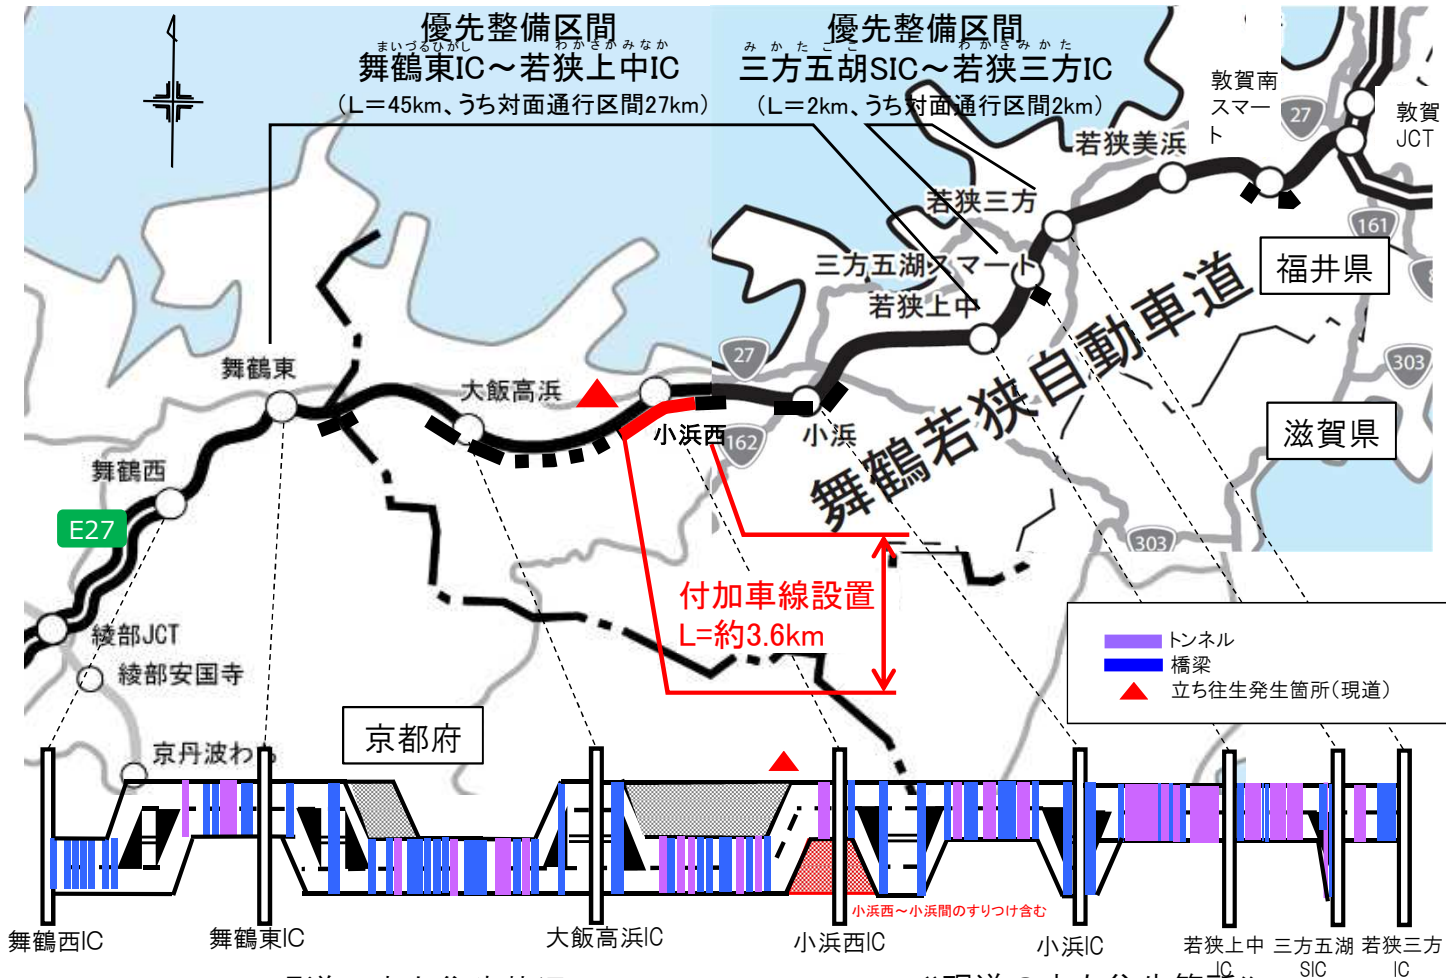 優先整備区間
まいづるひがし わかさかみなか
舞鶴東IC～若狭上中IC
（L＝45km、うち対面通行区間27km）
優先整備区間
みかたごこ わかさみかた
三方五胡SIC～若狭三方IC
（L＝2km、うち対面通行区間2km）
敦賀南
スマー
ト
27
敦賀
JCT
若狭美浜
若狭三方
161
福井県
三方五湖スマート
若狭上中
8
舞鶴若狭自動車道
27
303
舞鶴東
大飯高浜
小浜西
162
小浜
滋賀県
舞鶴西
E27
303
付加車線設置
L=約3.6km
綾部JCT
綾部安国寺
トンネル
橋梁
立ち往生発生箇所（現道）
京都府
京丹波わち
小浜西～小浜間のすりつけ含む
舞鶴西IC
舞鶴東IC
大飯高浜IC
小浜西IC
小浜IC
若狭上中
IC
三方五湖
SIC
若狭三方
IC